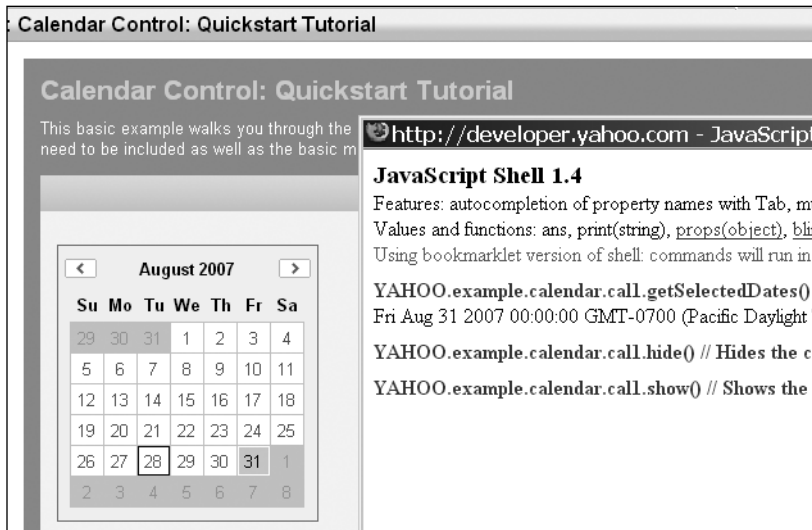 : Calendar Control: Quickstart Tutorial
Calendar Control: Quickstart Tutorial
This basic example walks you through the
need to be included as well as the basic m
August 2007
Su Mo Tu We Th Fr Sa
29 30 31 1 2 3 4
5 6 7 8 9 10 11
12 13 14 15 16 17 18
19 20 21 22 23 24 25
26 27 28 29 30 31 1
2 3 4 5 6 7 8
http://developer.yahoo.com - JavaScript
JavaScript Shell 1.4
Features: autocompletion of property names with Tab, m
Values and functions: ans, print(string), props(object), bli
Using bookmarklet version of shell: commands will run in
YAHOO.example.calendar.cal1.getSelectedDates()
Fri Aug 31 2007 00:00:00 GMT-0700 (Pacific Daylight
YAHOO.example.calendar.cal1.hide() // Hides the c
YAHOO.example.calendar.cal1.show() // Shows the